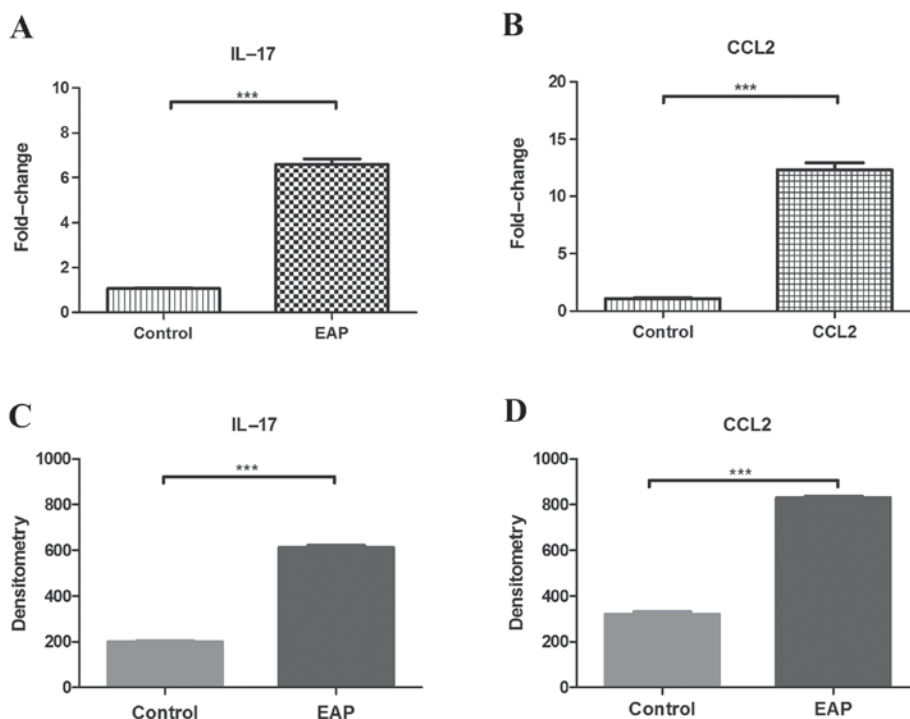 A
IL–17
Fold–change
10
8
6
4
2
0
***
Control
EAP
B
CCL2
Fold–change
20
15
10
5
0
***
Control
CCL2
C
IL–17
Densitometry
1000
800
600
400
200
0
***
Control
EAP
D
CCL2
Densitometry
1000
800
600
400
200
0
***
Control
EAP